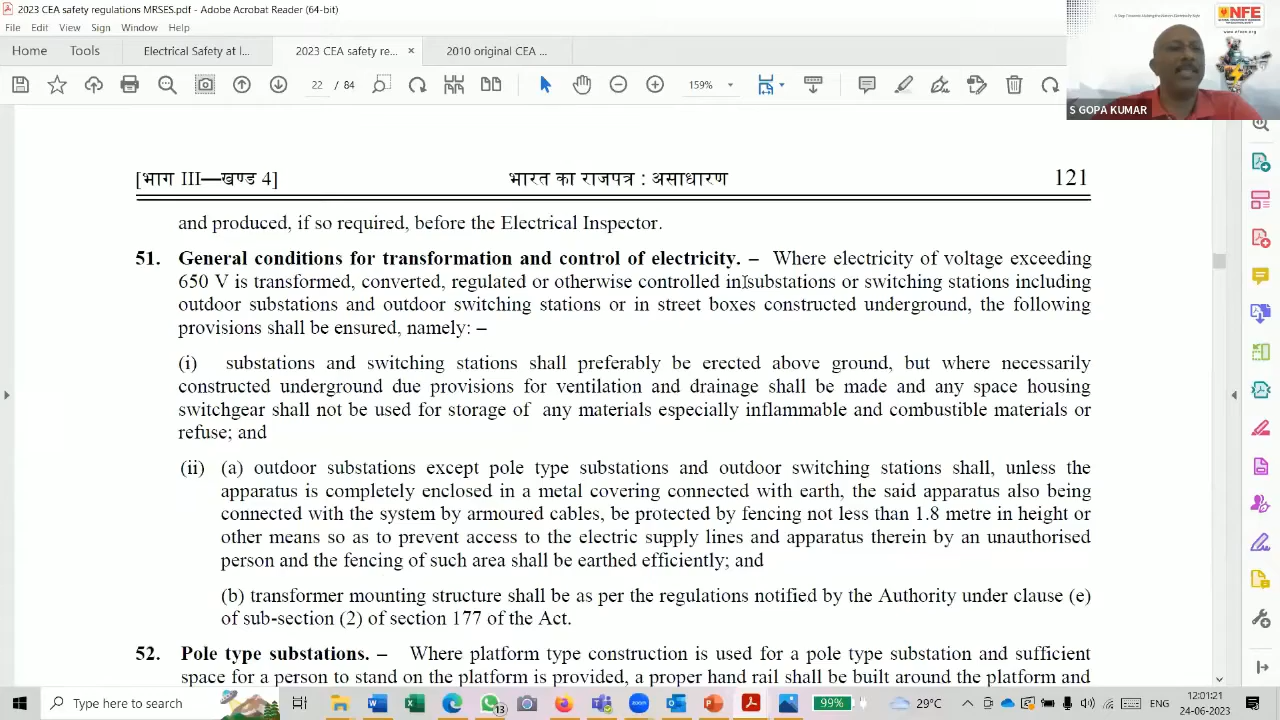 2023 CEA safety regulations MRSES.pdf - Adobe Acrobat Reader (64-bit)
File Edit View Sign Window Help
Home Tools Electrical safety at l... 2023 CEA safety re... × 2010
22 / 84 159%
A Step Towards Making the Nation Electrically Safe
NFE
www.nfees.org
S GOPA KUMAR
[भाग III—खण्ड 4] भारत का राजपत्र : असाधारण 121
and produced, if so required, before the Electrical Inspector.
51. General conditions for transformation and control of electricity. – Where electricity of voltage exceeding
650 V is transformed, converted, regulated or otherwise controlled in substations or switching stations including
outdoor substations and outdoor switching stations or in street boxes constructed underground, the following
provisions shall be ensured, namely: –
(i) substations and switching stations shall preferably be erected above ground, but where necessarily
constructed underground due provisions for ventilation and drainage shall be made and any space housing
switchgear shall not be used for storage of any materials especially inflammable and combustible materials or
refuse; and
(ii) (a) outdoor substations except pole type substations and outdoor switching stations shall, unless the
apparatus is completely enclosed in a metal covering connected with earth, the said apparatus also being
connected with the system by armoured cables, be protected by fencing not less than 1.8 metre in height or
other means so as to prevent access to the electric supply lines and apparatus therein by an unauthorised
person and the fencing of such area shall be earthed efficiently; and
(b) transformer mounting structure shall be as per the regulations notified by the Authority under clause (e)
of sub-section (2) of section 177 of the Act.
52. Pole type substations. – Where platform type construction is used for a pole type substation and sufficient
space for a person to stand on the platform is provided, a proper hand rail shall be built around the platform and
Type here to search 99% 29°C ENG 12:01:21
24-06-2023